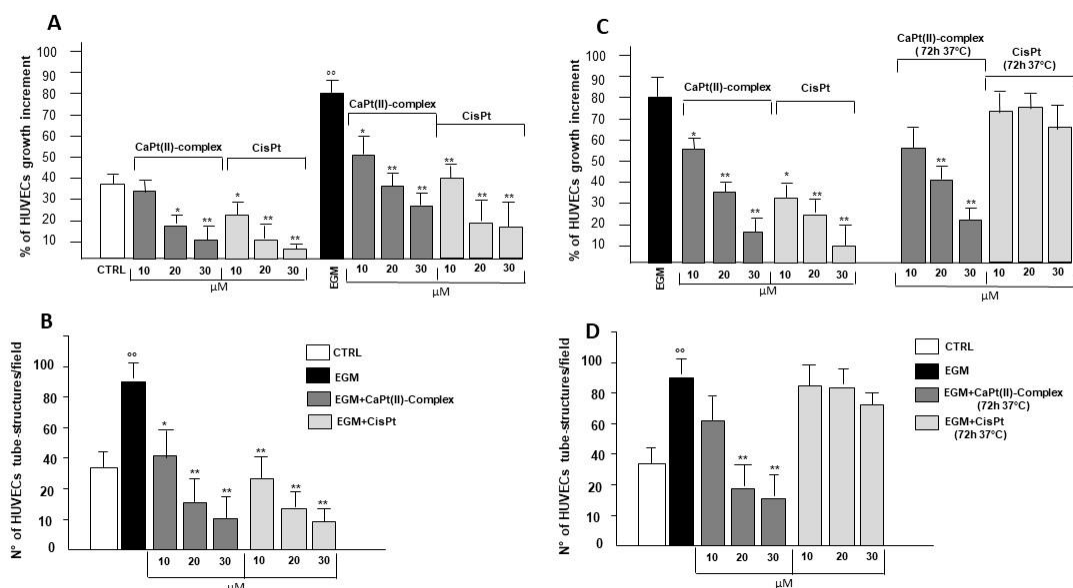 A
% of HUVECs growth increment
100
80
70
60
50
40
30
20
10
CaPt(II)-complex
CisPt
°°
CaPt(II)-complex
CisPt
*
**
*
**
**
*
**
**
**
**
**
CTRL
10 20 30 10 20 30
EGM
10 20 30 10 20 30
µM
µM
C
% of HUVECs growth increment
100
80
70
60
50
40
30
20
10
CaPt(II)-complex
CisPt
CaPt(II)-complex
(72h 37°C)
CisPt
(72h 37°C)
*
**
**
*
**
**
**
**
EGM
10 20 30 10 20 30
10 20 30 10 20 30
µM
µM
B
N° of HUVECs tube-structures/field
100
80
60
40
20
10
0
°°
*
**
**
**
**
**
CTRL
EGM
EGM+CaPt(II)-Complex
EGM+CisPt
10 20 30 10 20 30
µM
D
N° of HUVECs tube-structures/field
100
80
60
40
20
10
0
°°
**
**
CTRL
EGM
EGM+CaPt(II)-Complex
(72h 37°C)
EGM+CisPt
(72h 37°C)
10 20 30 10 20 30
µM